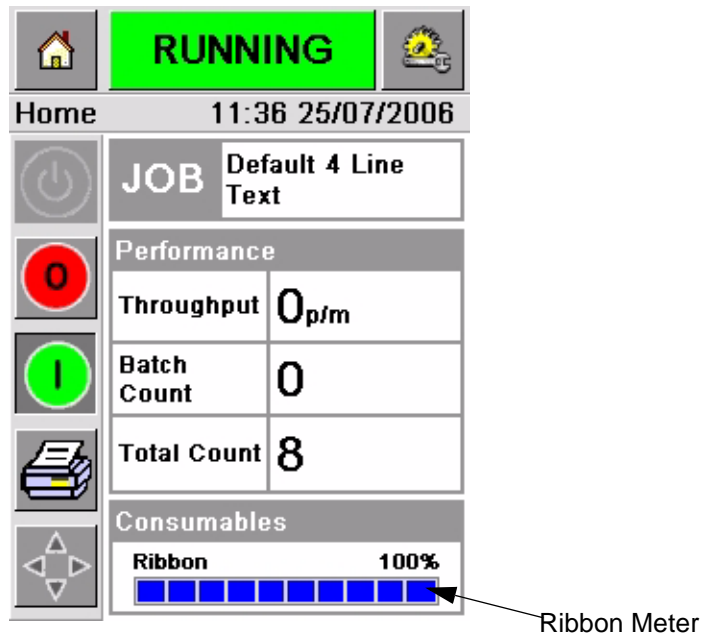 RUNNING
Home 11:36 25/07/2006
JOB Default 4 Line
Text
Performance
0
Throughput 0p/m
I
Batch
Count 0
Total Count 8
Consumables
Ribbon 100%
Ribbon Meter